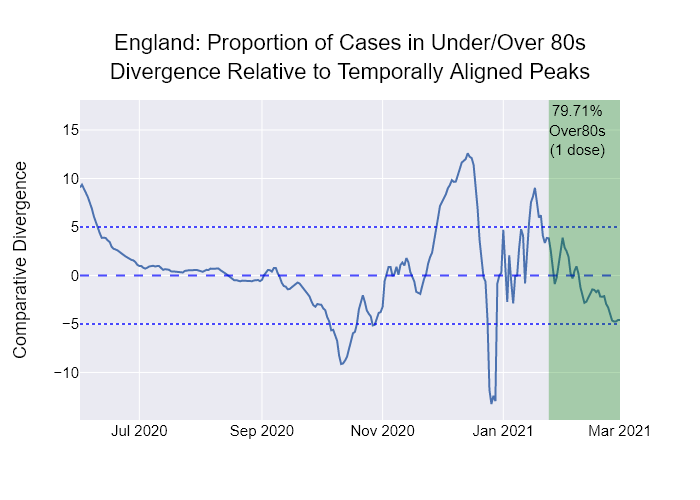 England: Proportion of Cases in Under/Over 80s
Divergence Relative to Temporally Aligned Peaks
79.71%
Over80s
(1 dose)
Comparative Divergence
15
10
5
0
−5
−10
Jul 2020
Sep 2020
Nov 2020
Jan 2021
Mar 2021